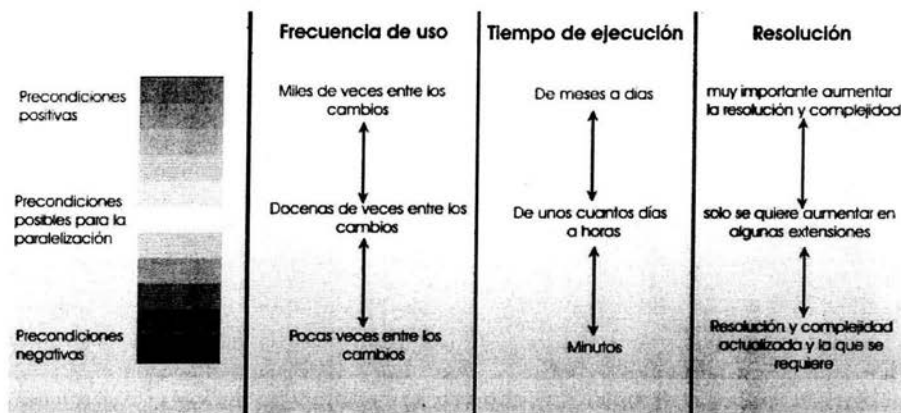 Frecuencia de uso
Tiempo de ejecución
Resolución
Precondiciones
positivas
Miles de veces entre los
cambios
De meses a días
muy importante aumentar
la resolución y complejidad
Precondiciones
posibles para la
paralelización
Docenas de veces entre los
cambios
De unos cuantos días
a horas
solo se quiere aumentar en
algunas extensiones
Precondiciones
negativas
Pocas veces entre los
cambios
Minutos
Resolución y complejidad
actualizada y la que se
requiere